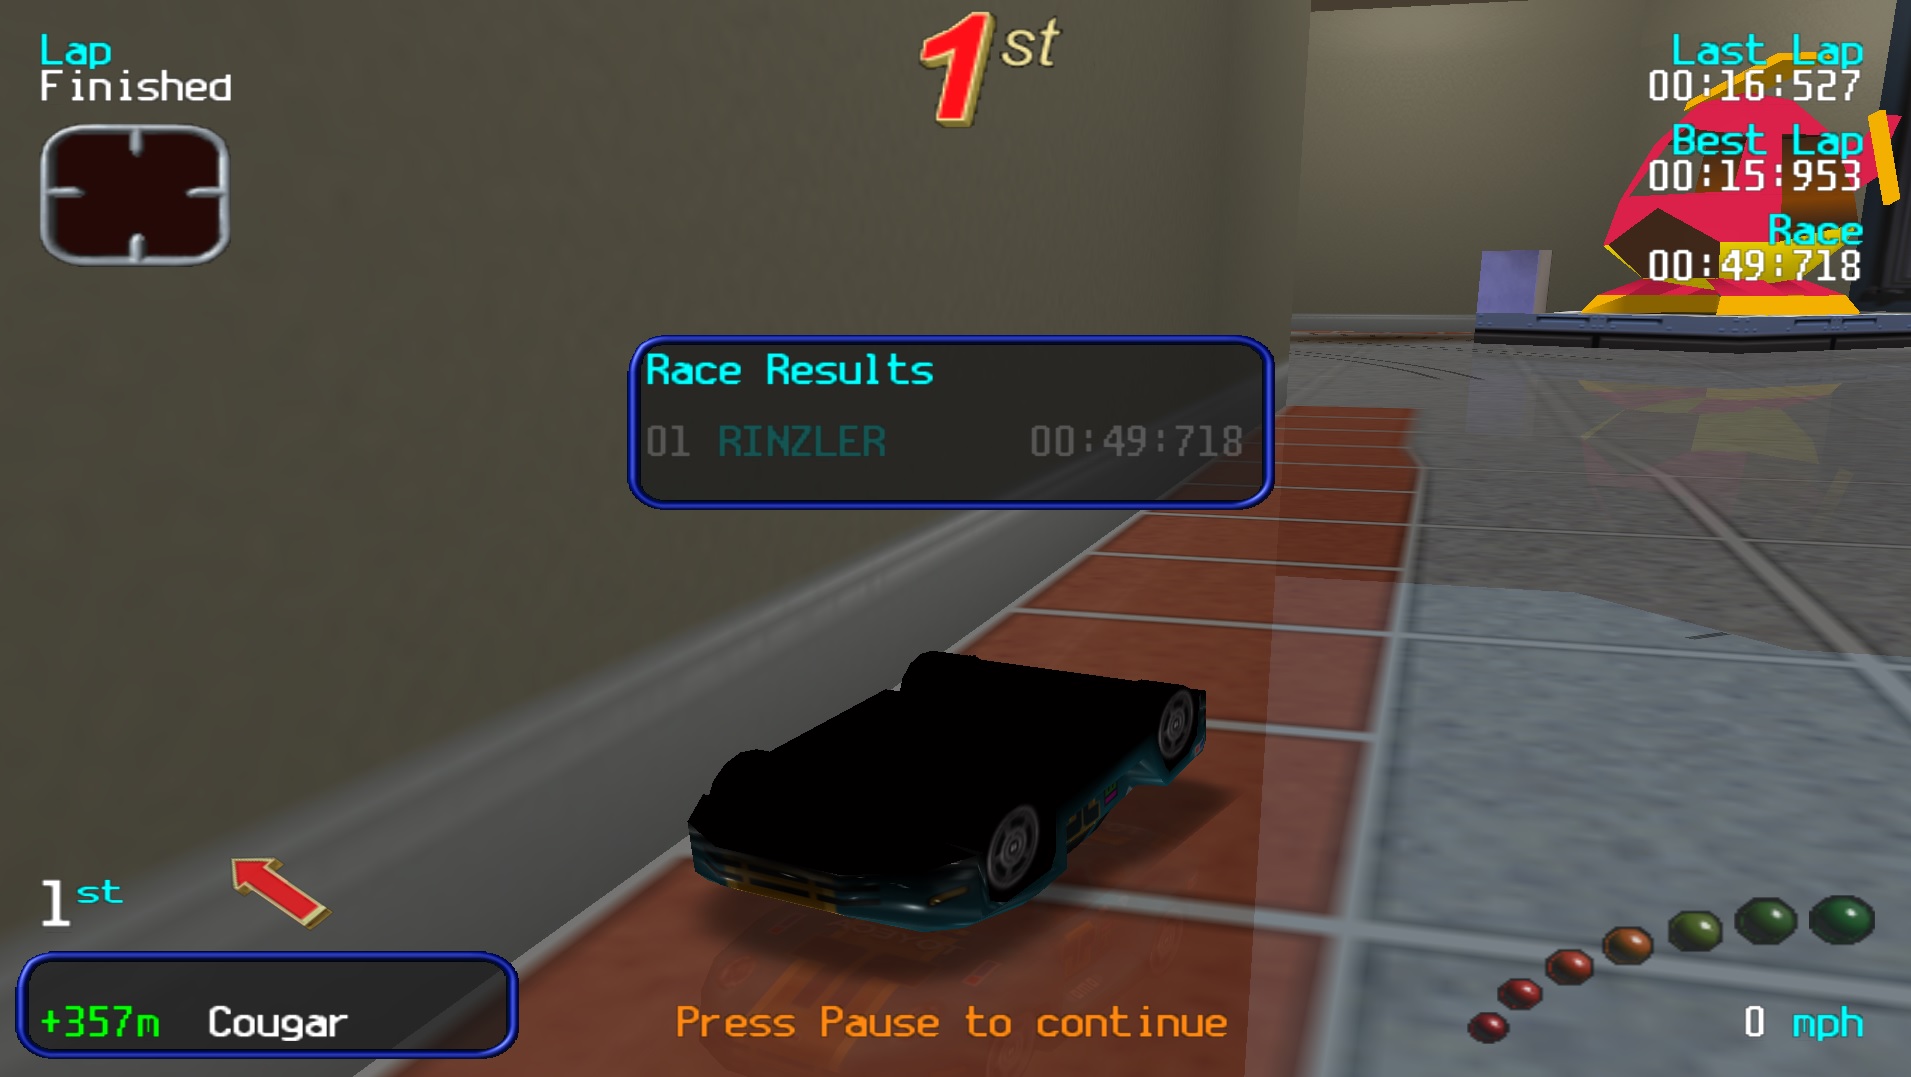 Lap
Finished
1st
Last Lap
00:16:527
Best Lap
00:15:953
Race
00:49:718
Race Results
01 RINZLER 00:49:718
1st
+357m Cougar
Press Pause to continue
0 mph